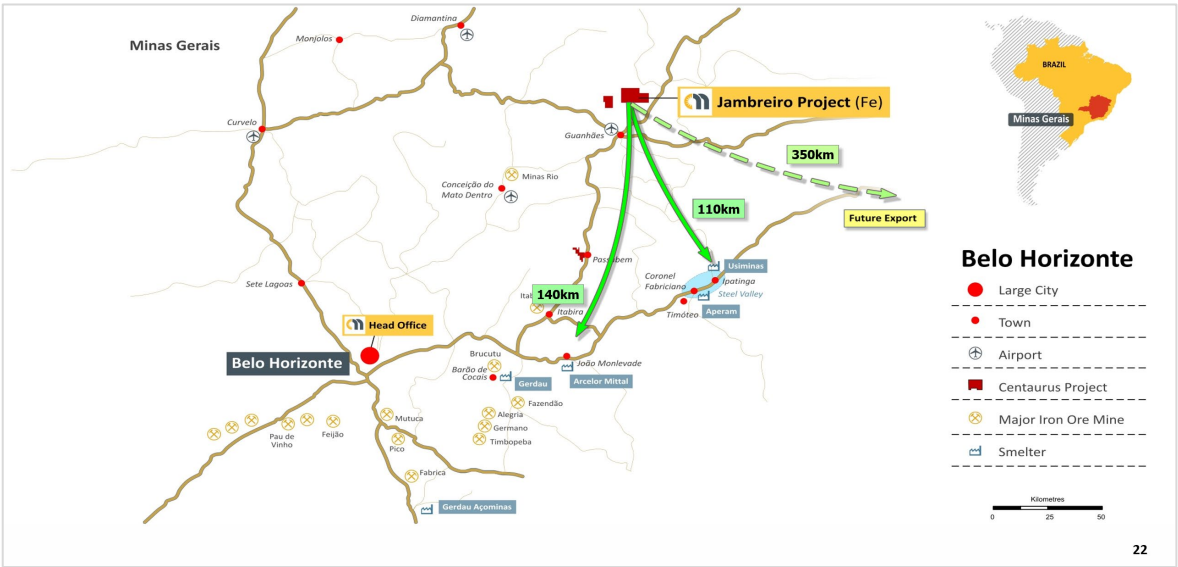 Minas Gerais
Diamantina
Monjolos
Curvelo
Jambreiro Project (Fe)
Guanhães
350km
Minas Rio
Conceição do
Mato Dentro
110km
Future Export
Passabem
Usiminas
Coronel
Fabriciano
Ipatinga
Steel Valley
Timóteo
Aperam
Sete Lagoas
140km
Itabira
Head Office
Belo Horizonte
Brucutu
Barão de
Cocais
João Monlevade
Gerdau
Arcelor Mittal
Fazendão
Alegria
Germano
Timbopeba
Mutuca
Pico
Pau de
Vinho
Feijão
Fabrica
Gerdau Açominas
BRAZIL
Minas Gerais
Belo Horizonte
Large City
Town
Airport
Centaurus Project
Major Iron Ore Mine
Smelter
Kilometres
0 25 50
22